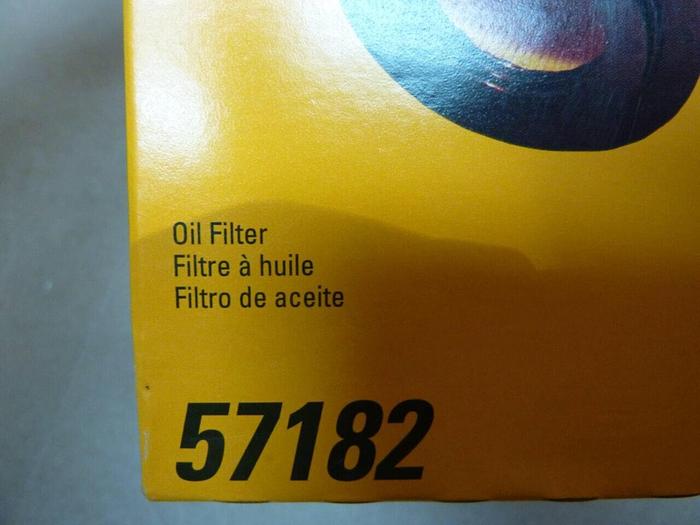 Oil Filter
Filtre à huile
Filtro de aceite
57182